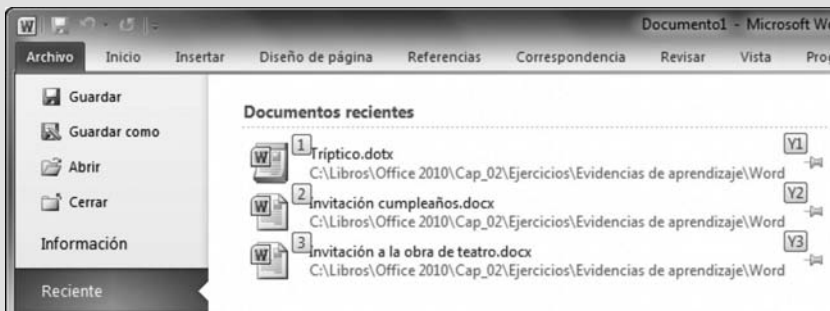 Documento1 - Microsoft Wo
Archivo Inicio Insertar Diseño de página Referencias Correspondencia Revisar Vista Prog
Guardar
Guardar como
Abrir
Cerrar
Información
Reciente
Documentos recientes
1 Tríptico.dotx Y1
C:\Libros\Office 2010\Cap_02\Ejercicios\Evidencias de aprendizaje\Word
2 Invitación cumpleaños.docx Y2
C:\Libros\Office 2010\Cap_02\Ejercicios\Evidencias de aprendizaje\Word
3 Invitación a la obra de teatro.docx Y3
C:\Libros\Office 2010\Cap_02\Ejercicios\Evidencias de aprendizaje\Word